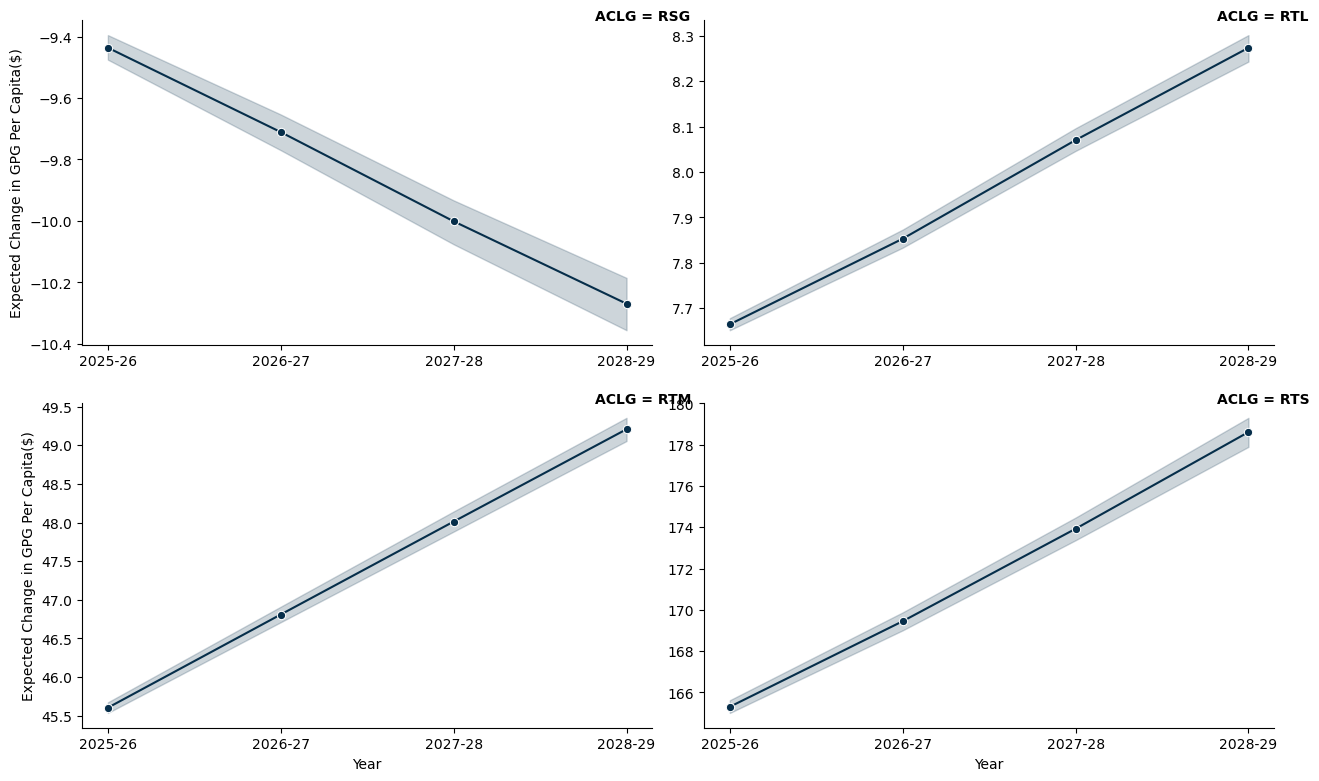 ACLG = RSG
Expected Change in GPG Per Capita($)
−9.4
−9.6
−9.8
−10.0
−10.2
−10.4
2025-26 2026-27 2027-28 2028-29
ACLG = RTL
8.3
8.2
8.1
8.0
7.9
7.8
7.7
2025-26 2026-27 2027-28 2028-29
ACLG = RTM
Expected Change in GPG Per Capita($)
49.5
49.0
48.5
48.0
47.5
47.0
46.5
46.0
45.5
2025-26 2026-27 2027-28 2028-29
Year
ACLG = RTS
180
178
176
174
172
170
168
166
2025-26 2026-27 2027-28 2028-29
Year